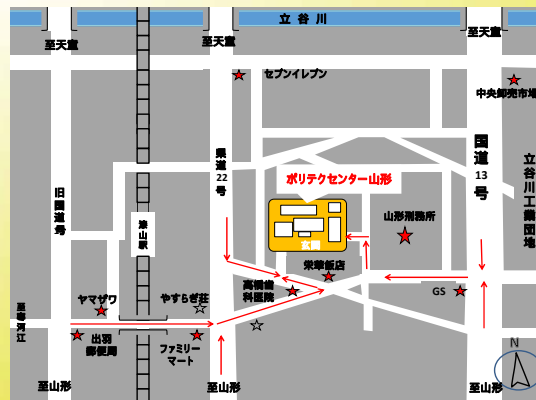 立谷川
至天童
至天童
至天童
セブンイレブン
中央卸売市場
県道22号
国道13号
立谷川工業団地
旧国道号
漆山駅
ポリテクセンター山形
玄関
山形刑務所
栄華飯店
高橋歯
科医院
GS
ヤマザワ
やすらぎ荘
至寒河江
出羽
郵便局
ファミリー
マート
N
至山形
至山形
至山形